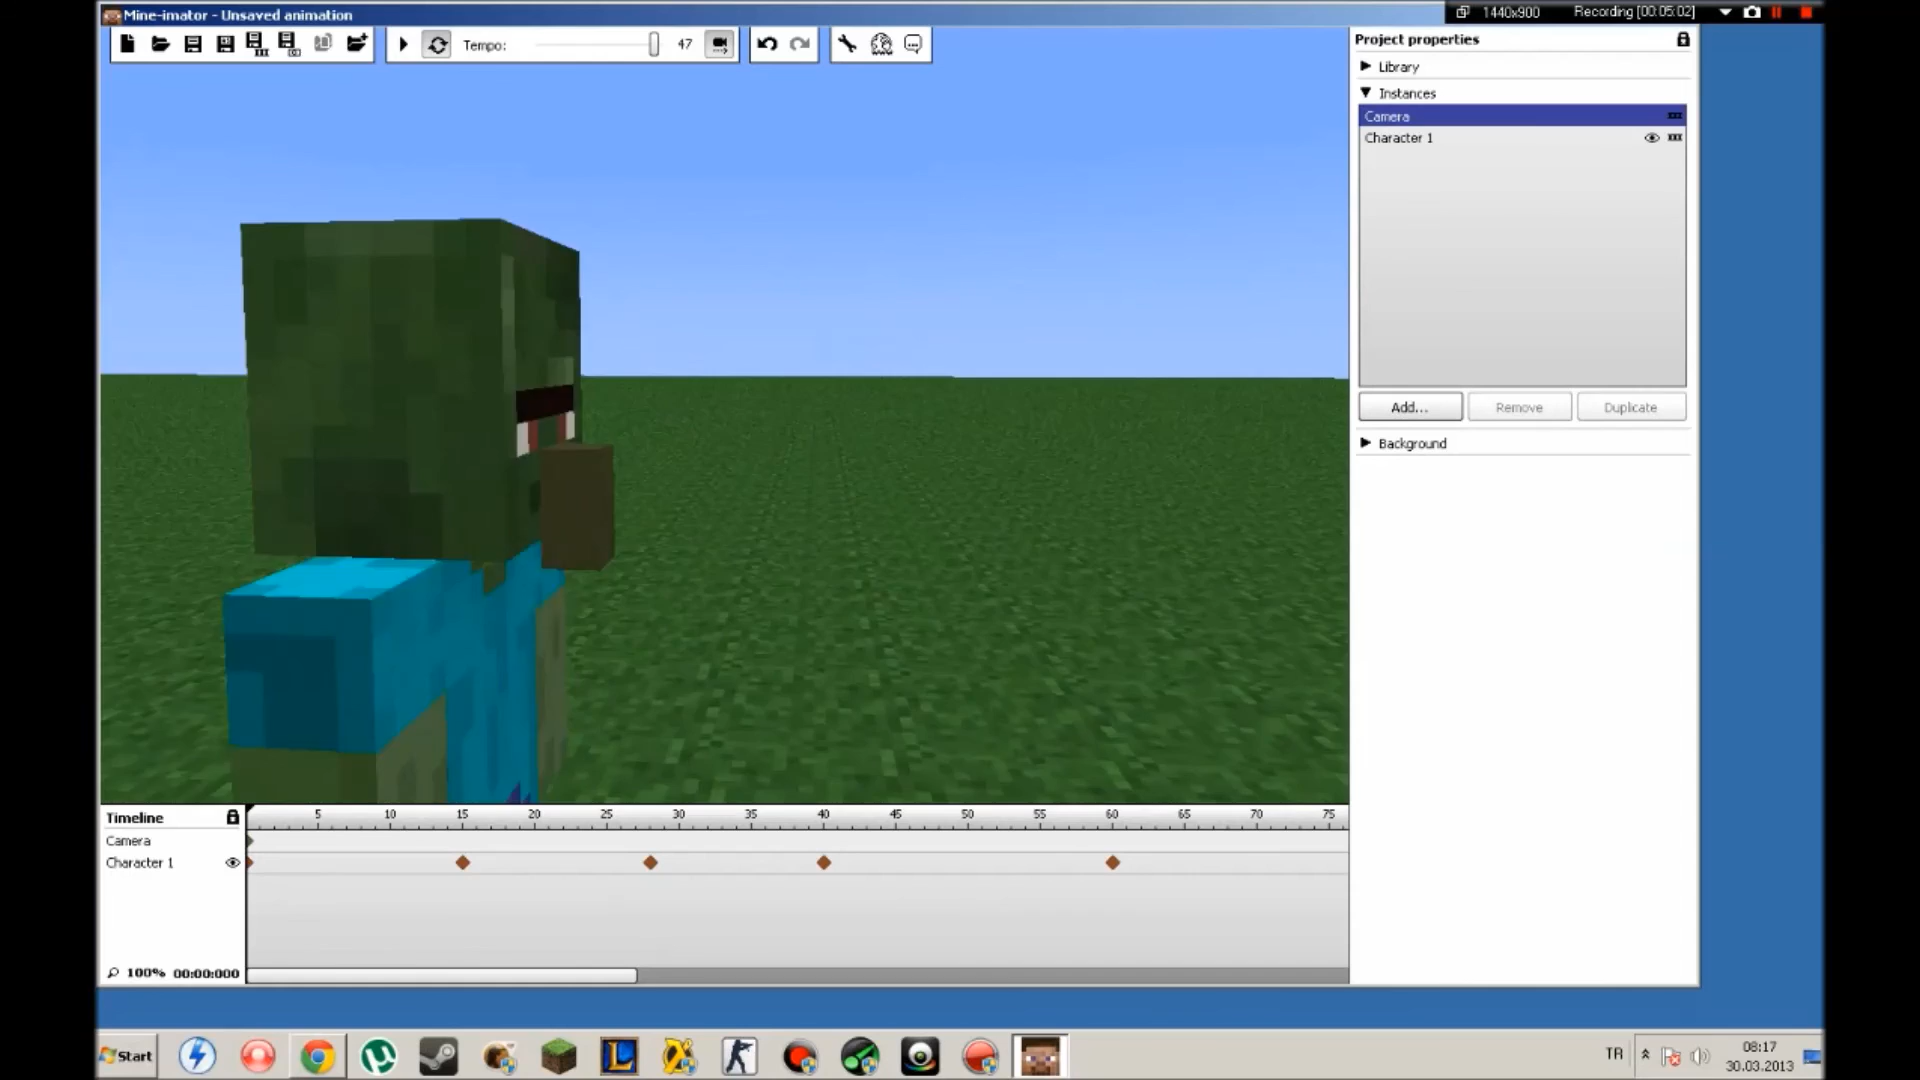 Mine-imator - Unsaved animation
1440x900 Recording [00:05:02]
Tempo: 47
Project properties
Library
Instances
Camera
Character 1
Add... Remove Duplicate
Background
Timeline 5 10 15 20 25 30 35 40 45 50 55 60 65 70 75
Camera
Character 1
100% 00:00:000
Start TR 08:17
30.03.2013